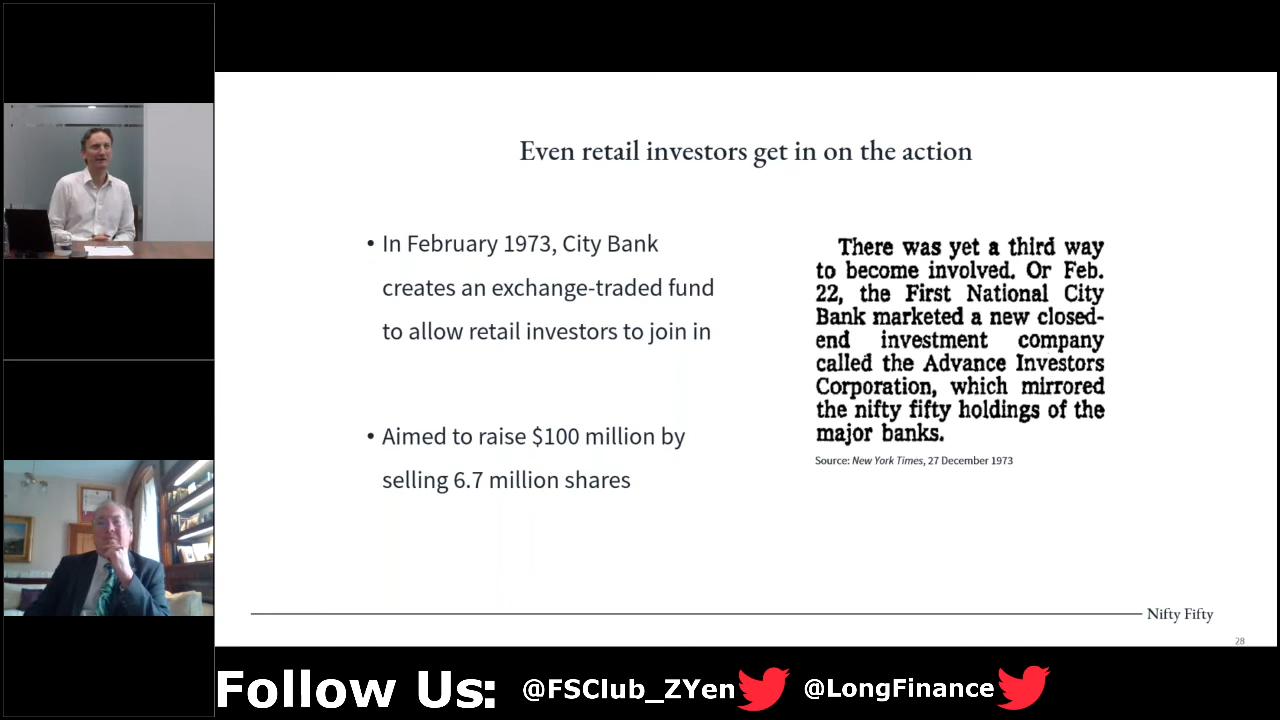 Even retail investors get in on the action
• In February 1973, City Bank
creates an exchange-traded fund
to allow retail investors to join in
• Aimed to raise $100 million by
selling 6.7 million shares
There was yet a third way
to become involved. Or Feb.
22, the First National City
Bank marketed a new closed-
end investment company
called the Advance Investors
Corporation, which mirrored
the nifty fifty holdings of the
major banks.
Source: New York Times, 27 December 1973
Nifty Fifty
28
Follow Us: @FSClub_ZYen @LongFinance